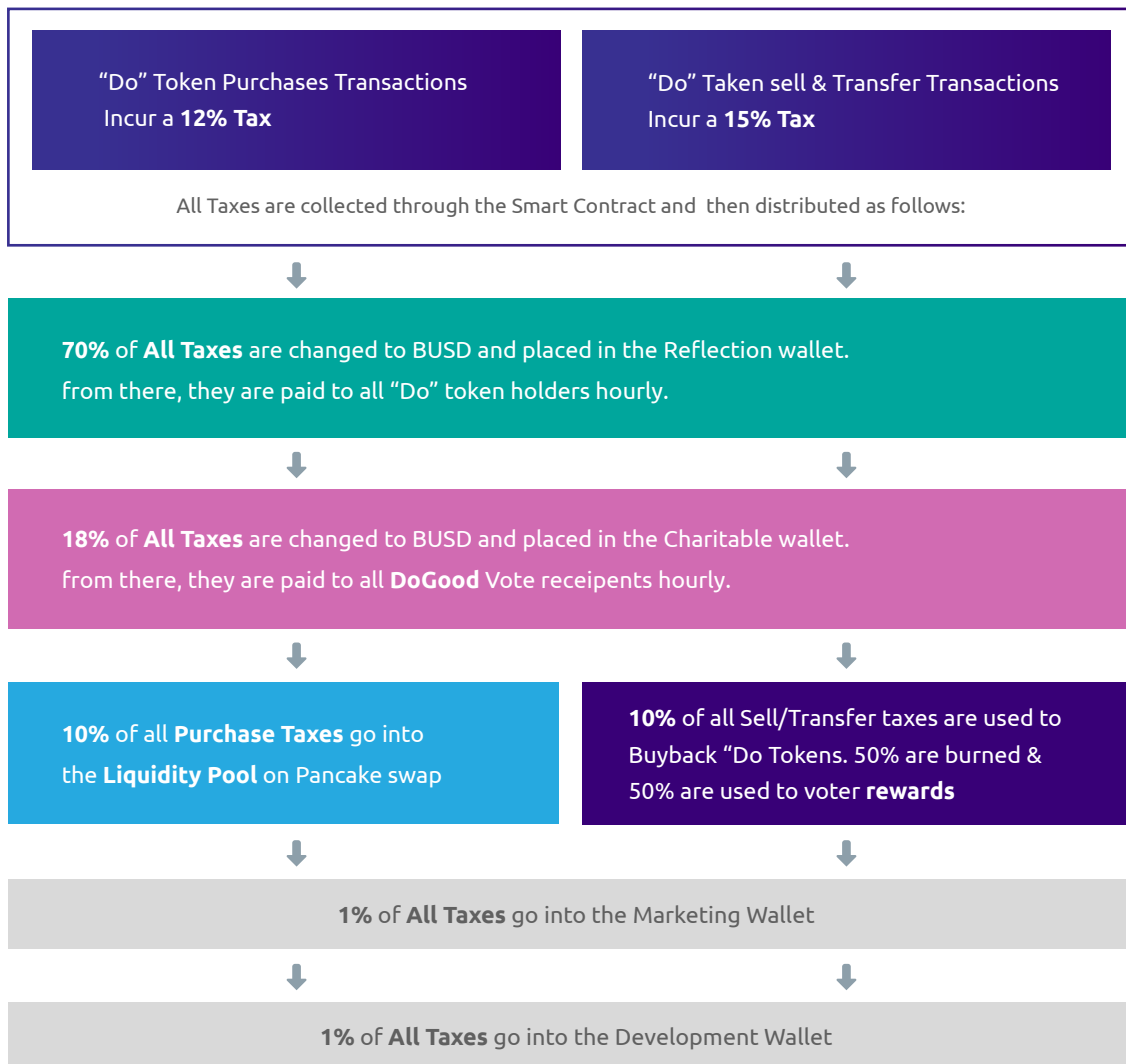 “Do” Token Purchases Transactions
Incur a 12% Tax
“Do” Taken sell & Transfer Transactions
Incur a 15% Tax
All Taxes are collected through the Smart Contract and then distributed as follows:
70% of All Taxes are changed to BUSD and placed in the Reflection wallet.
from there, they are paid to all “Do” token holders hourly.
18% of All Taxes are changed to BUSD and placed in the Charitable wallet.
from there, they are paid to all DoGood Vote receipents hourly.
10% of all Purchase Taxes go into
the Liquidity Pool on Pancake swap
10% of all Sell/Transfer taxes are used to
Buyback “Do Tokens. 50% are burned &
50% are used to voter rewards
1% of All Taxes go into the Marketing Wallet
1% of All Taxes go into the Development Wallet